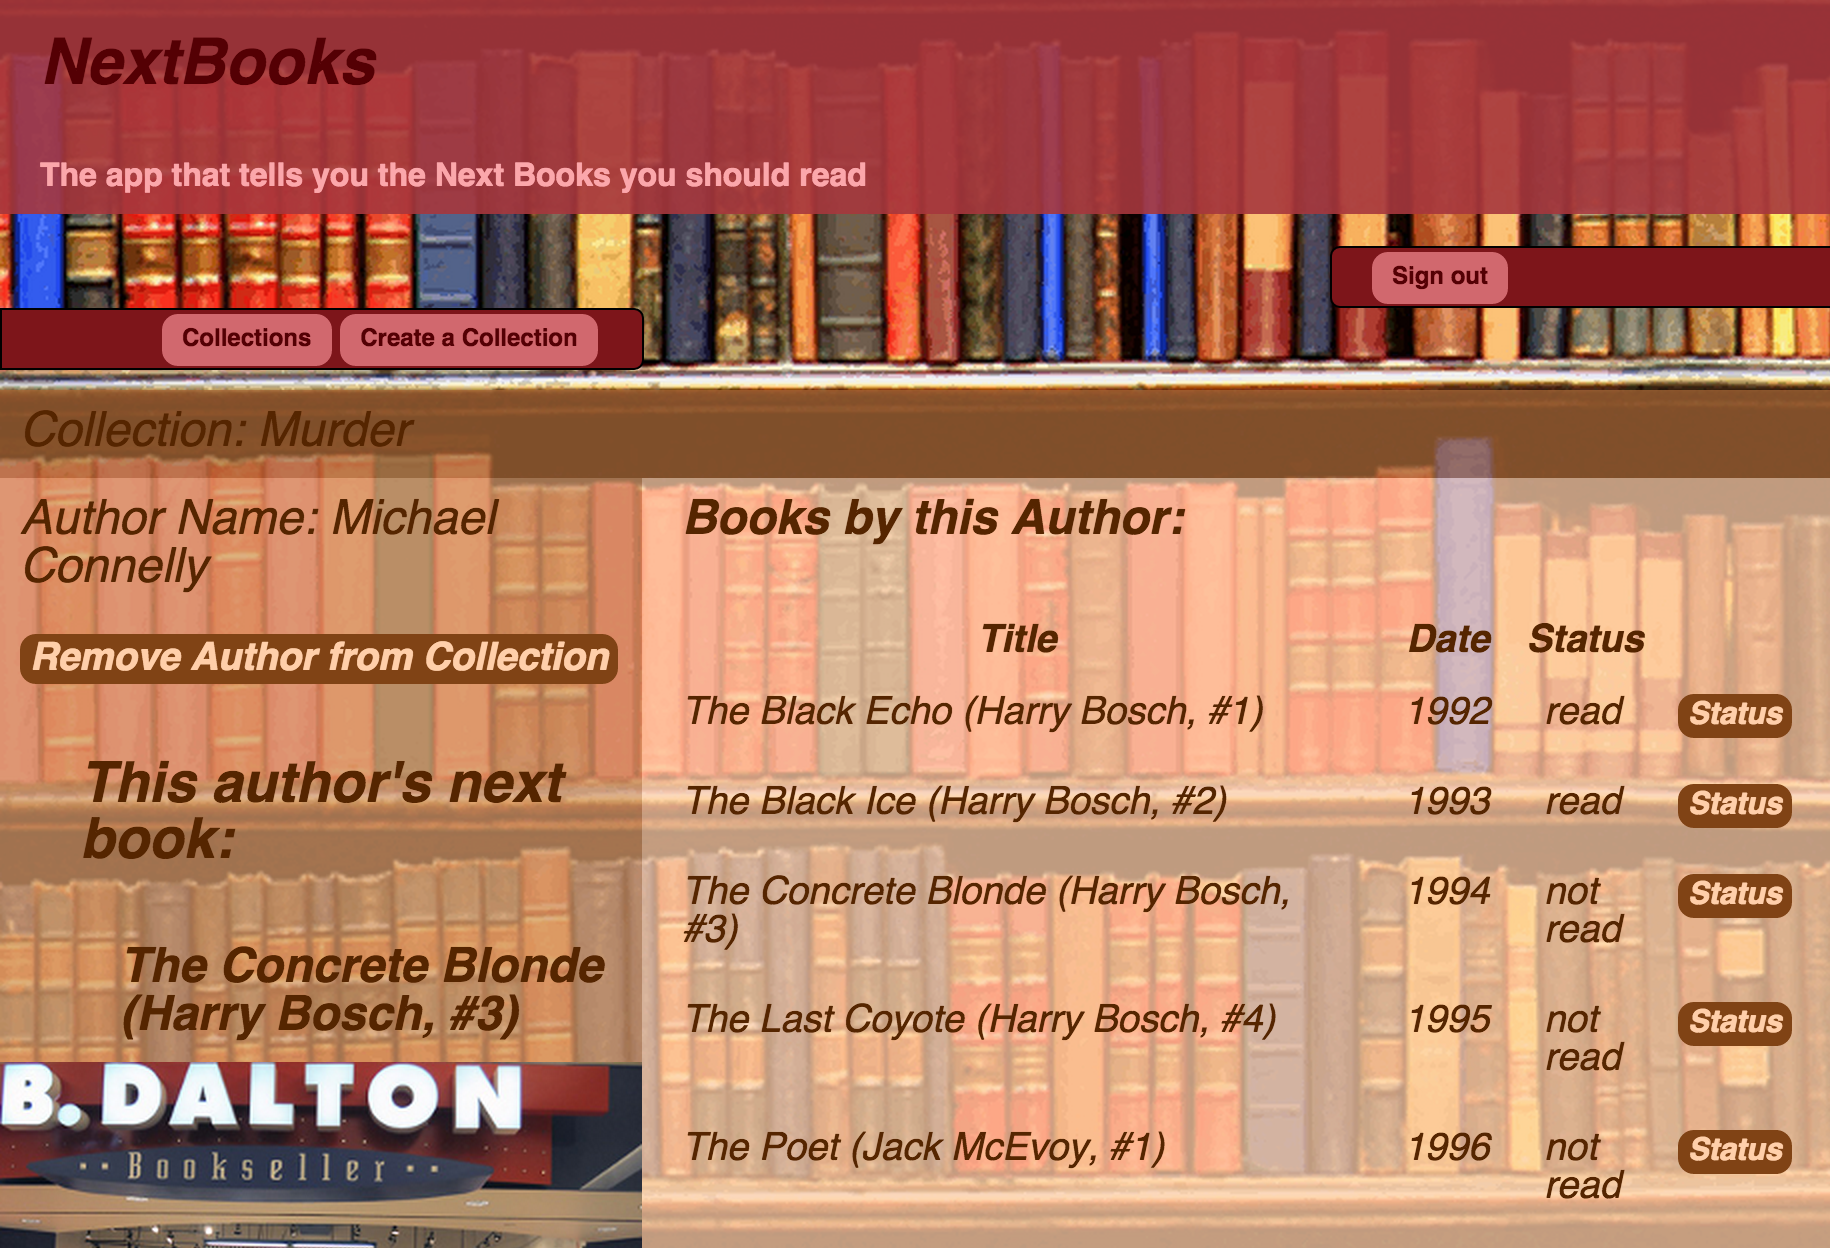 NextBooks
The app that tells you the Next Books you should read
Sign out
Collections
Create a Collection
Collection: Murder
Author Name: Michael
Connelly
Remove Author from Collection
This author's next
book:
The Concrete Blonde
(Harry Bosch, #3)
B. DALTON
Bookseller
Books by this Author:
Title Date Status
The Black Echo (Harry Bosch, #1) 1992 read Status
The Black Ice (Harry Bosch, #2) 1993 read Status
The Concrete Blonde (Harry Bosch, 1994 not Status
#3) read
The Last Coyote (Harry Bosch, #4) 1995 not Status
read
The Poet (Jack McEvoy, #1) 1996 not Status
read